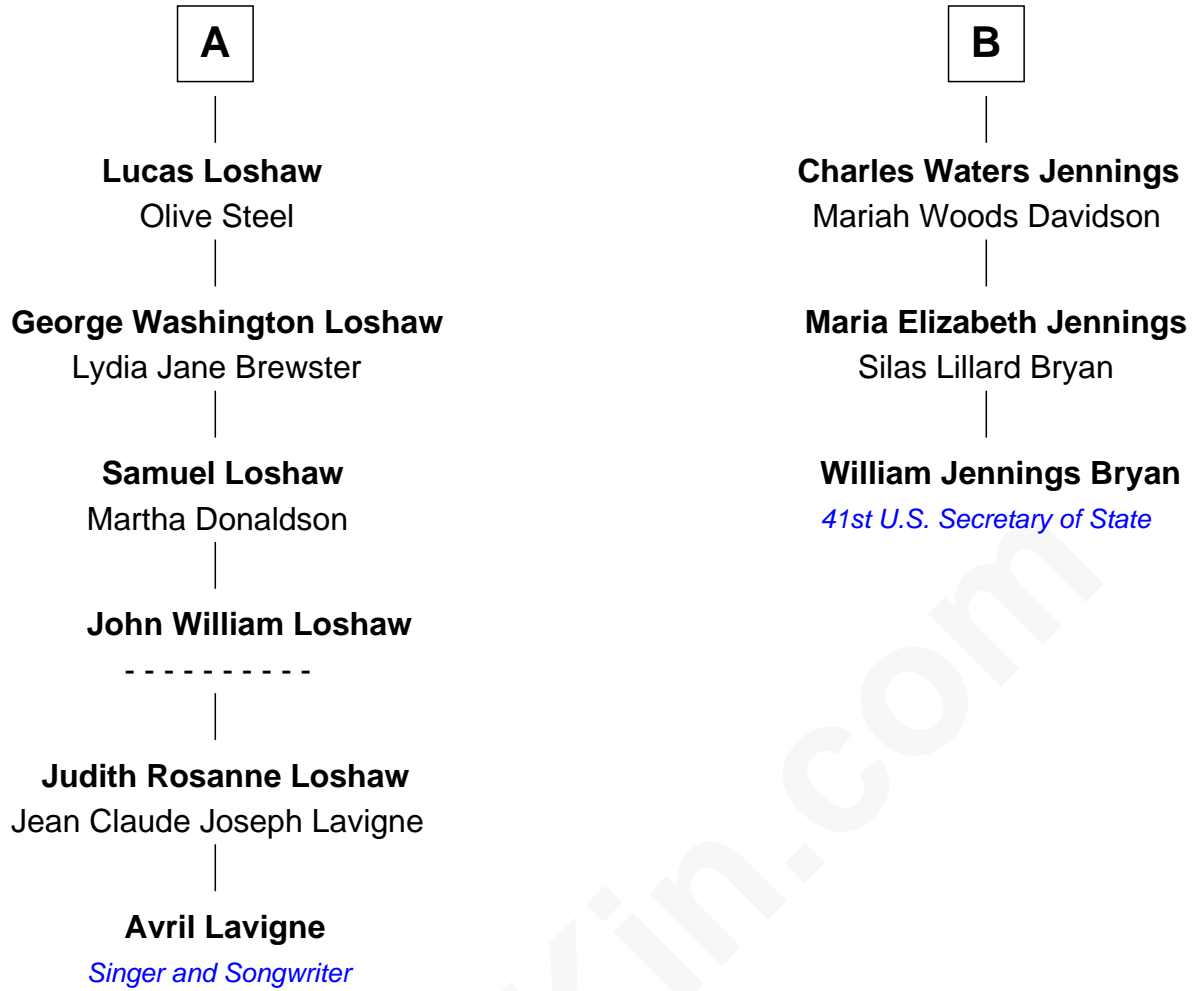 A
Lucas Loshaw
Olive Steel
George Washington Loshaw
Lydia Jane Brewster
Samuel Loshaw
Martha Donaldson
John William Loshaw
- - - - - - - - - -
Judith Rosanne Loshaw
Jean Claude Joseph Lavigne
Avril Lavigne
Singer and Songwriter
B
Charles Waters Jennings
Mariah Woods Davidson
Maria Elizabeth Jennings
Silas Lillard Bryan
William Jennings Bryan
41st U.S. Secretary of State